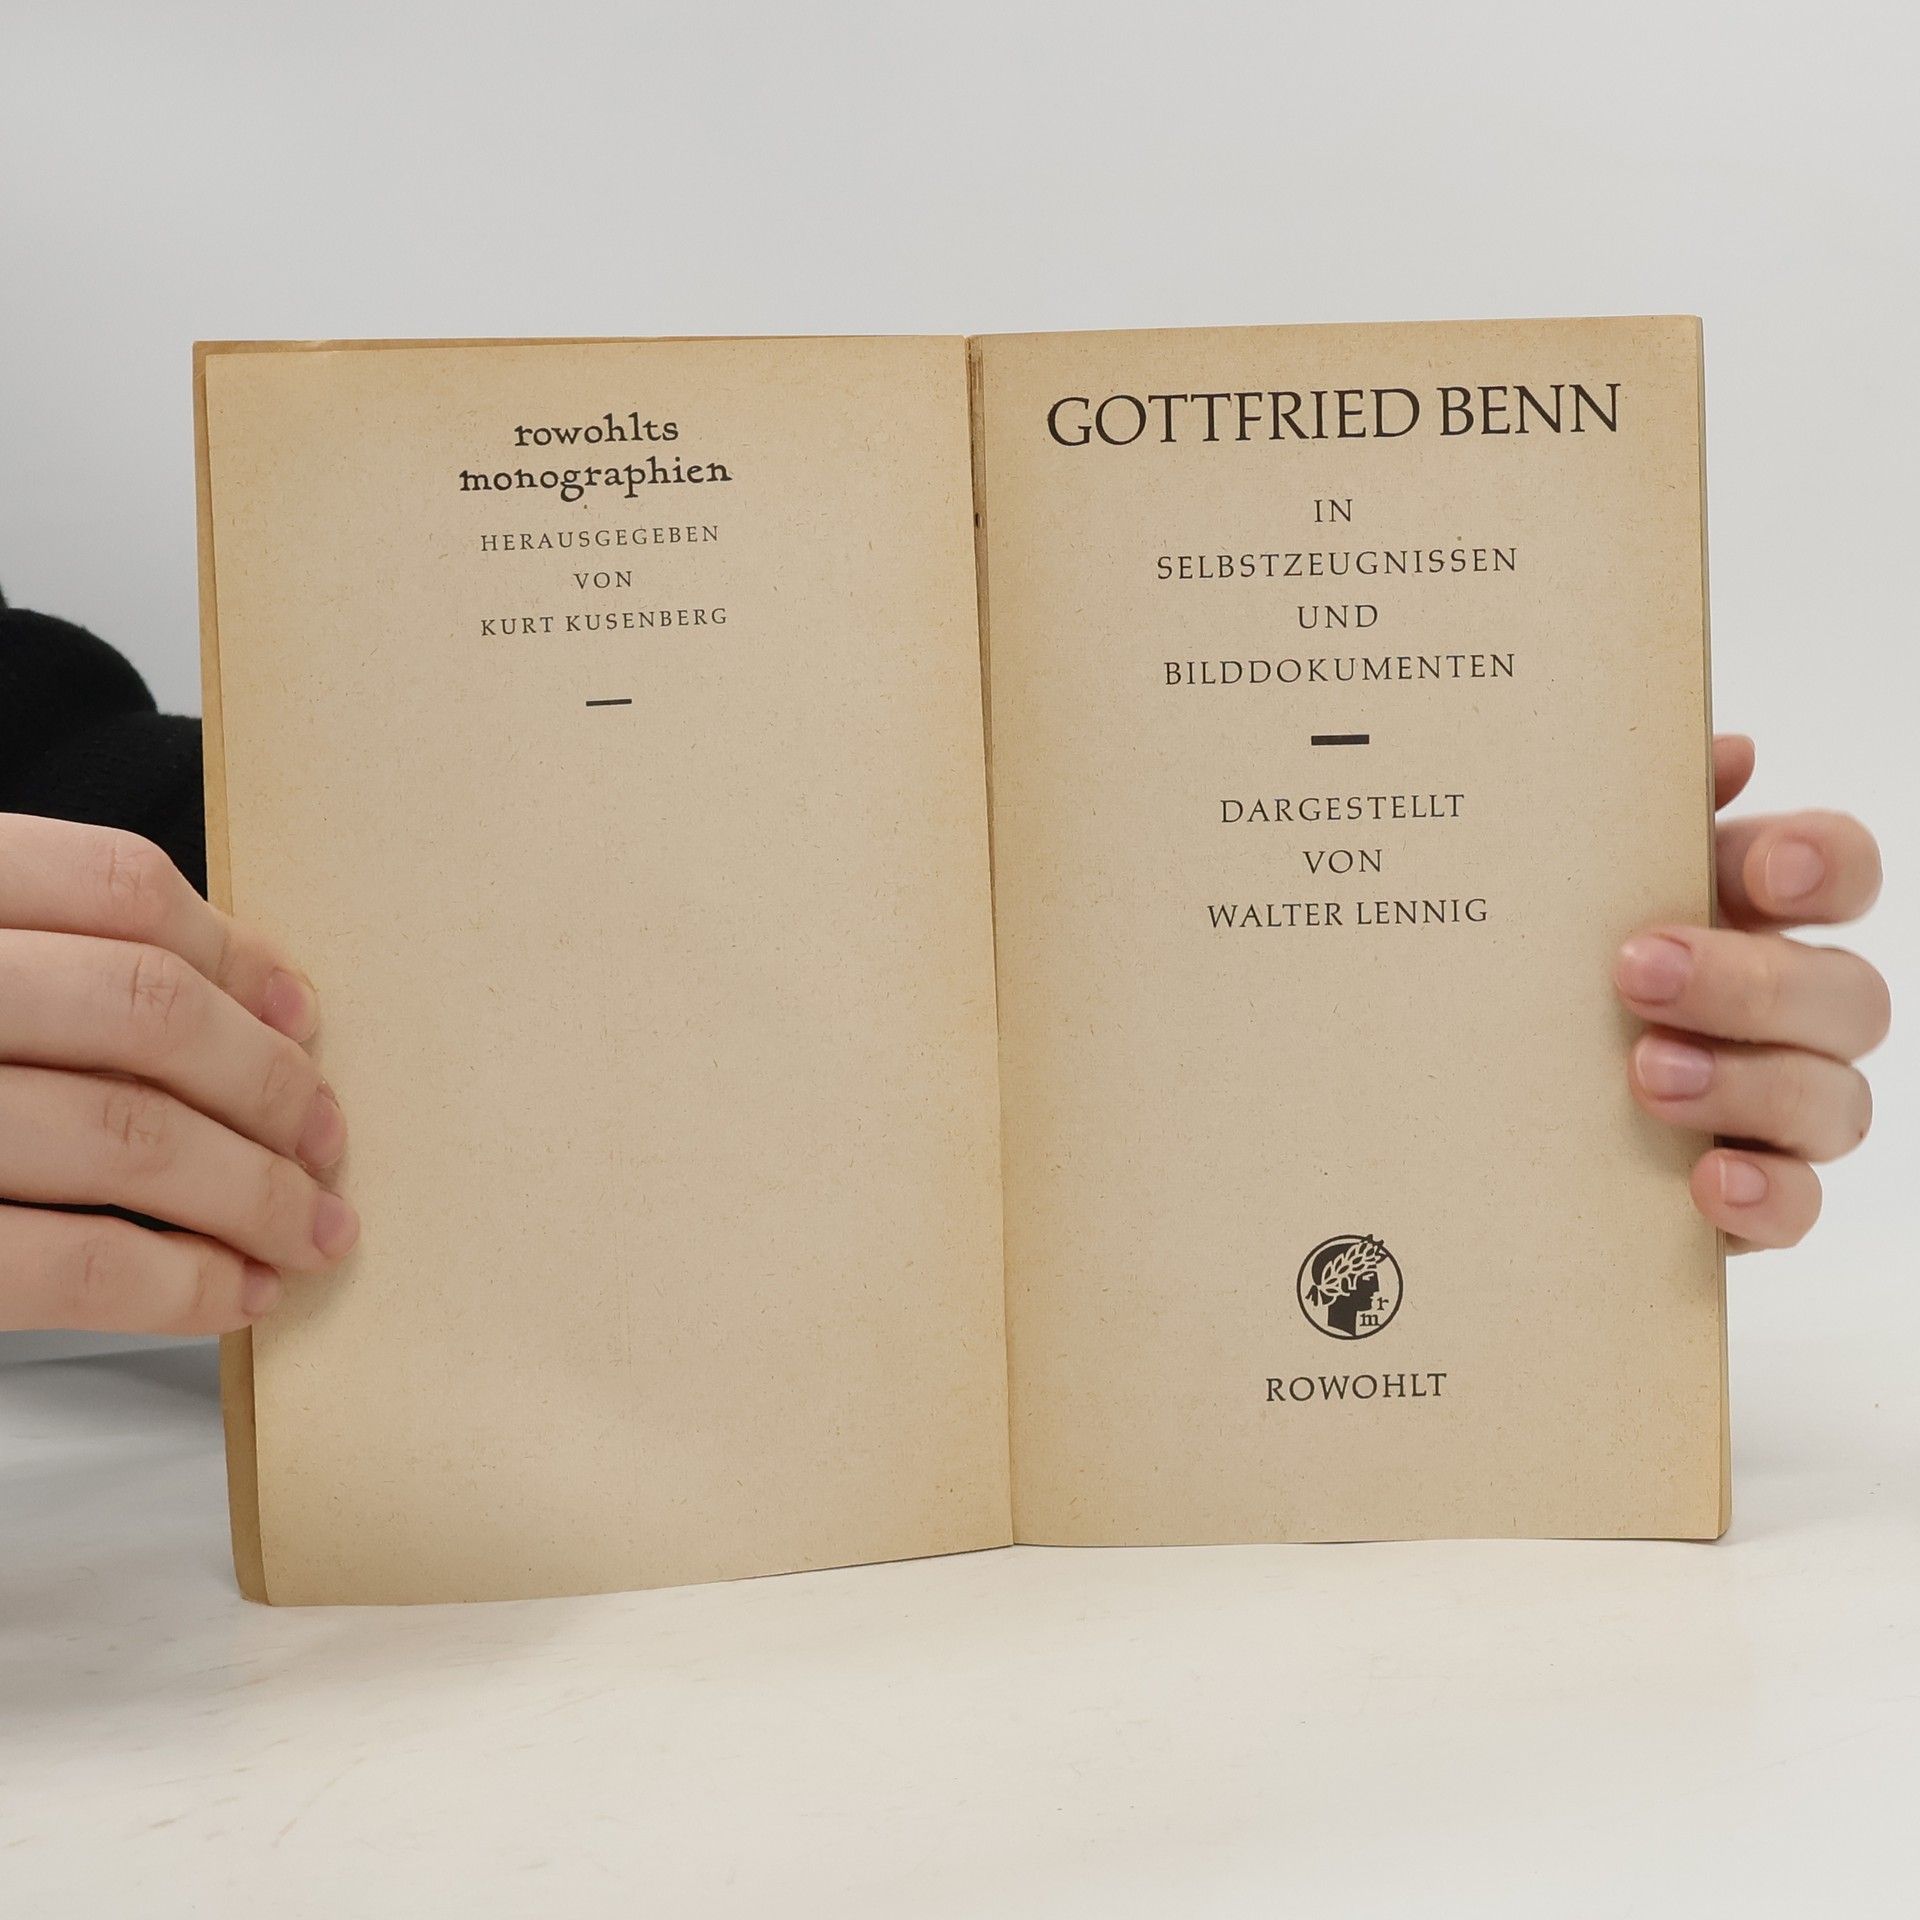 rowohlts
monographien
HERAUSGEGEBEN
VON
KURT KUSENBERG
GOTTFRIED BENN
IN
SELBSTZEUGNISSEN
UND
BILDDOKUMENTEN
DARGESTELLT
VON
WALTER LENNIG
r
m
ROWOHLT